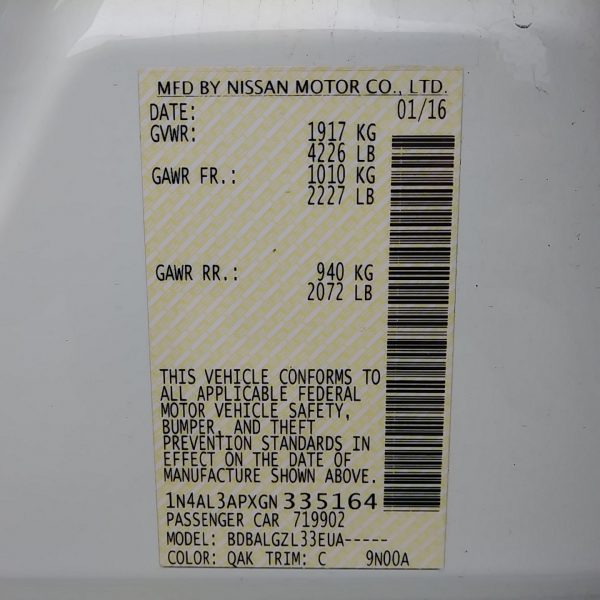 MFD BY NISSAN MOTOR CO., LTD.
DATE: 01/16
GVWR: 1917 KG
4226 LB
GAWR FR.: 1010 KG
2227 LB
GAWR RR.: 940 KG
2072 LB
THIS VEHICLE CONFORMS TO
ALL APPLICABLE FEDERAL
MOTOR VEHICLE SAFETY,
BUMPER, AND THEFT
PREVENTION STANDARDS IN
EFFECT ON THE DATE OF
MANUFACTURE SHOWN ABOVE.
1N4AL3APXGN335164
PASSENGER CAR 719902
MODEL: BDBALGZL33EUA-----
COLOR: QAK TRIM: C 9N00A